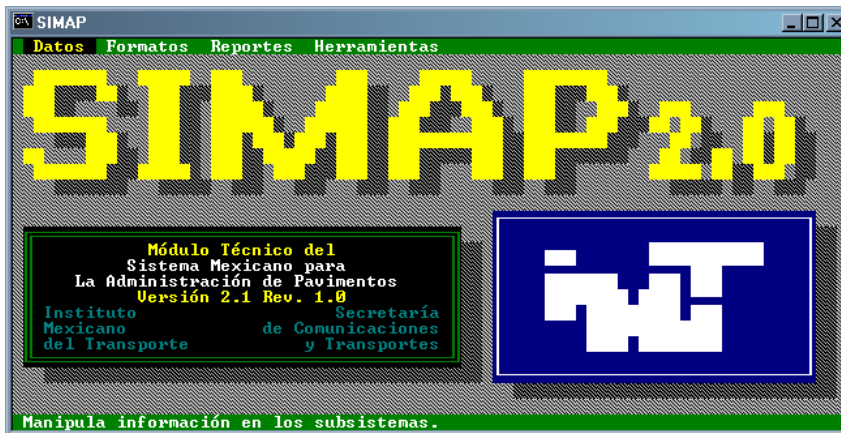 SIMAP
Datos Formatos Reportes Herramientas
SIMAP 2.0
Módulo Técnico del
Sistema Mexicano para
La Administración de Pavimentos
Versión 2.1 Rev. 1.0
Instituto Secretaría
Mexicano de Comunicaciones
del Transporte y Transportes
imT
Manipula información en los subsistemas.